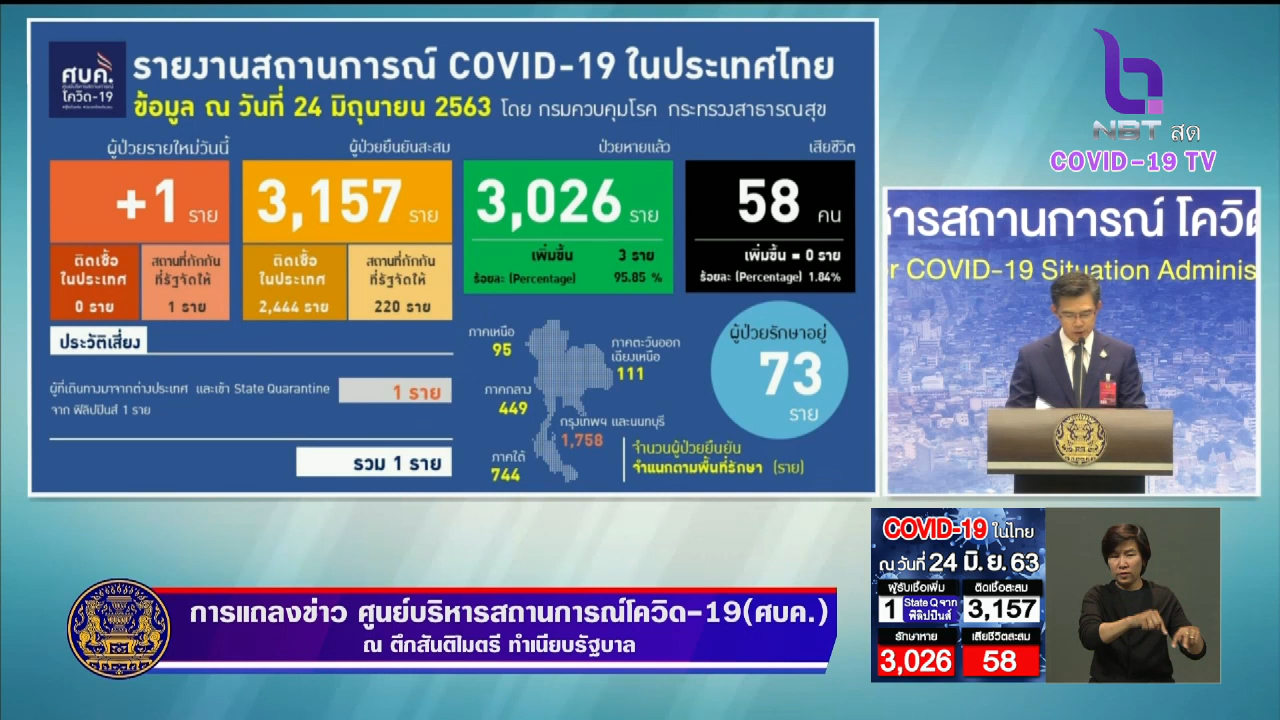 ศบค.
โควิด-19
รายงานสถานการณ์ COVID-19 ในประเทศไทย
ข้อมูล ณ วันที่ 24 มิถุนายน 2563 โดย กรมควบคุมโรค กระทรวงสาธารณสุข
ผู้ป่วยรายใหม่วันนี้
+1 ราย
ติดเชื้อ
ในประเทศ
0 ราย
สถานที่กักกัน
ที่รัฐจัดให้
1 ราย
ผู้ป่วยยืนยันสะสม
3,157 ราย
ติดเชื้อ
ในประเทศ
2,444 ราย
สถานที่กักกัน
ที่รัฐจัดให้
220 ราย
ป่วยหายแล้ว
3,026 ราย
เพิ่มขึ้น 3 ราย
ร้อยละ (Percentage) 95.85 %
เสียชีวิต
58 คน
เพิ่มขึ้น = 0 ราย
ร้อยละ (Percentage) 1.84%
ประวัติเสี่ยง
ผู้ที่เดินทางมาจากต่างประเทศ และเข้า State Quarantine
จาก ฟิลิปปินส์ 1 ราย
1 ราย
รวม 1 ราย
ภาคเหนือ
95
ภาคตะวันออก
เฉียงเหนือ
111
ภาคกลาง
449
กรุงเทพฯ และนนทบุรี
1,758
ภาคใต้
744
ผู้ป่วยรักษาอยู่
73
ราย
จำนวนผู้ป่วยยืนยัน
จำแนกตามพื้นที่รักษา (ราย)
NBT สด
COVID-19 TV
หารสถานการณ์ โควิด
or COVID-19 Situation Adminis
COVID-19 ในไทย
ณ วันที่ 24 มิ.ย. 63
ผู้รับเชื้อเพิ่ม
1 State Q จาก
ฟิลิปปินส์
ติดเชื้อสะสม
3,157
รักษาหาย
3,026
เสียชีวิตสะสม
58
การแถลงข่าว ศูนย์บริหารสถานการณ์โควิด-19(ศบค.)
ณ ตึกสันติไมตรี ทำเนียบรัฐบาล